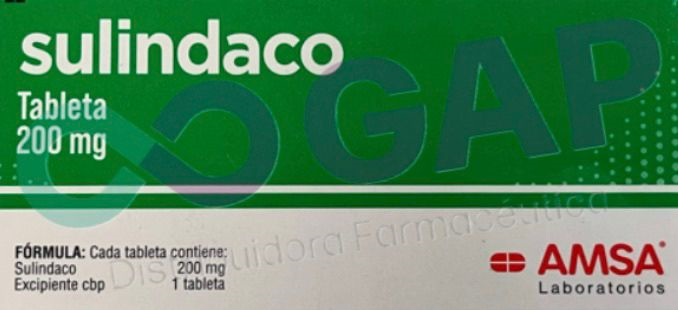 sulindaco
Tableta
200 mg
GAP
Distribuidora Farmacéutica
FÓRMULA: Cada tableta contiene:
Sulindaco 200 mg
Excipiente cbp 1 tableta
AMSA®
Laboratorios